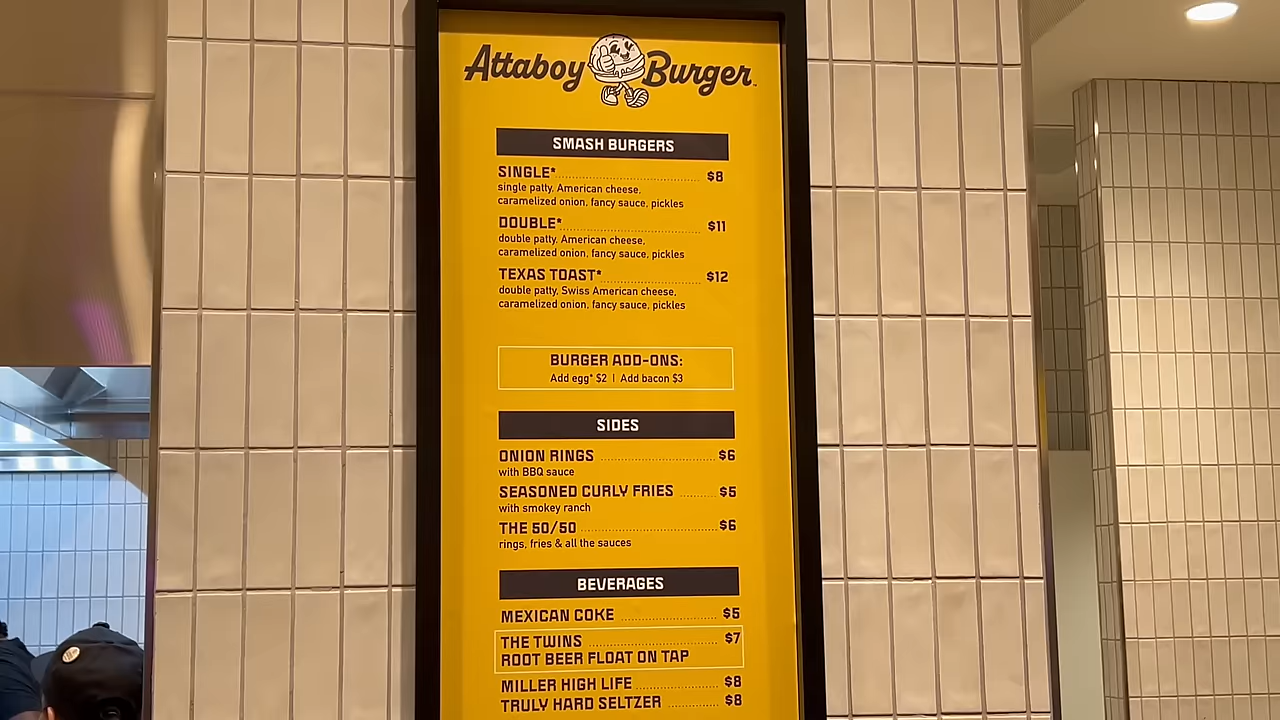 Attaboy Burger
SMASH BURGERS
SINGLE* $8
single patty, American cheese,
caramelized onion, fancy sauce, pickles
DOUBLE* $11
double patty, American cheese,
caramelized onion, fancy sauce, pickles
TEXAS TOAST* $12
double patty, Swiss American cheese,
caramelized onion, fancy sauce, pickles
BURGER ADD-ONS:
Add egg* $2 | Add bacon $3
SIDES
ONION RINGS $6
with BBQ sauce
SEASONED CURLY FRIES $5
with smokey ranch
THE 50/50 $6
rings, fries & all the sauces
BEVERAGES
MEXICAN COKE $5
THE TWINS $7
ROOT BEER FLOAT ON TAP
MILLER HIGH LIFE $8
TRULY HARD SELTZER $8